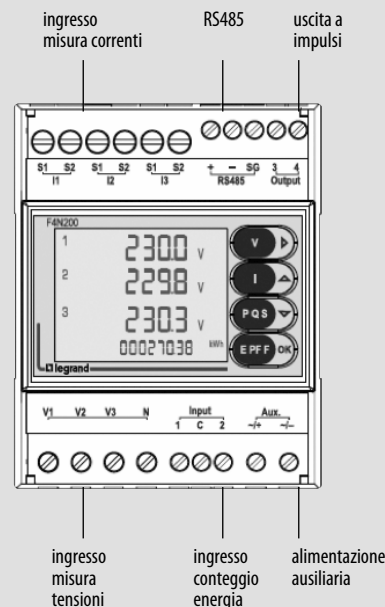 ingresso
misura correnti
RS485
uscita a
impulsi
S1 S2 S1 S2 S1 S2 + – SG 3 4
I1 I2 I3 RS485 Output
F4N200
1 230.0 V
2 229.8 V
3 230.3 V
00027038 kWh
V
I
PQS
EPFF OK
legrand
V1 V2 V3 N Input Aux.
1 C 2 ~/+ ~/–
ingresso
misura
tensioni
ingresso
conteggio
energia
alimentazione
ausiliaria